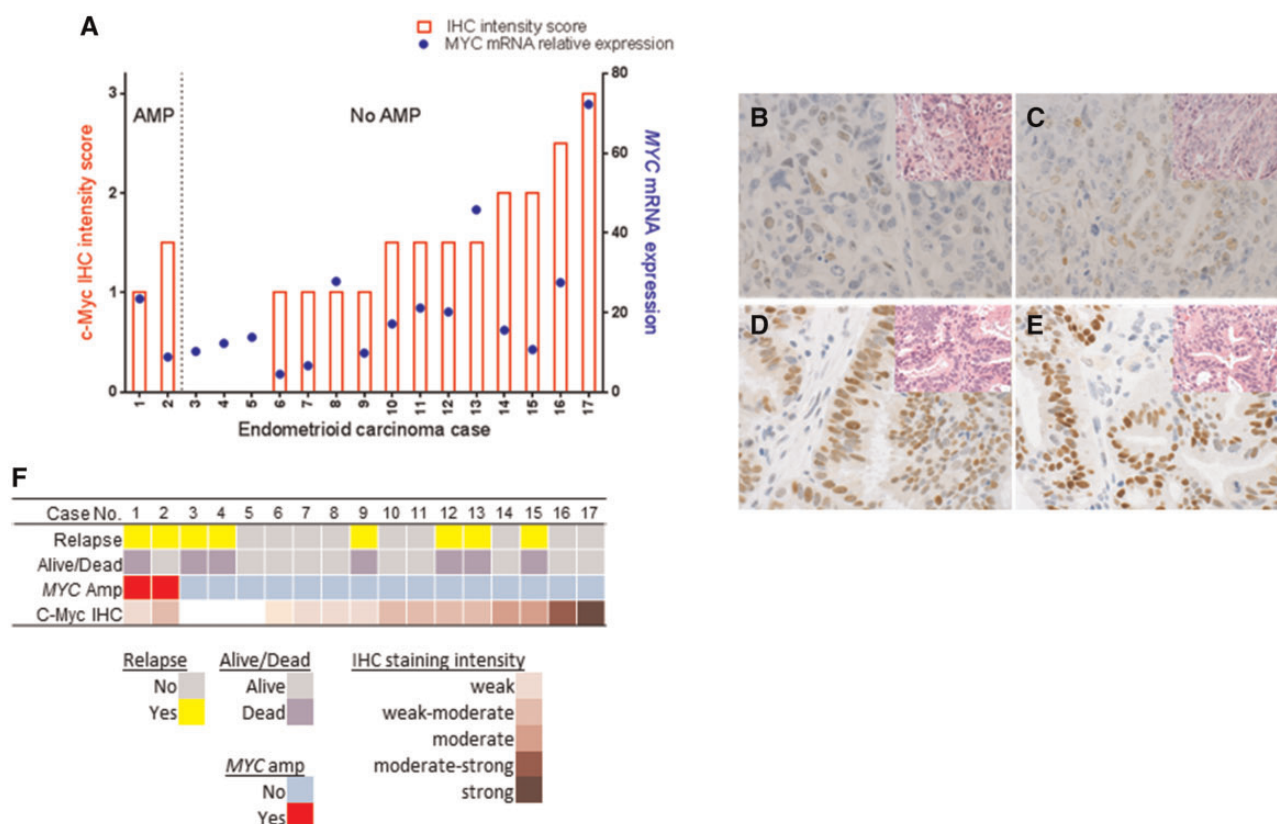 A
IHC intensity score
MYC mRNA relative expression
AMP
No AMP
3
2
1
0
80
60
40
20
0
c-Myc IHC intensity score
MYC mRNA expression
1 2 3 4 5 6 7 8 9 10 11 12 13 14 15 16 17
Endometrioid carcinoma case
B
C
D
E
F
Case No. 1 2 3 4 5 6 7 8 9 10 11 12 13 14 15 16 17
Relapse
Alive/Dead
MYC Amp
C-Myc IHC
Relapse
No
Yes
Alive/Dead
Alive
Dead
MYC amp
No
Yes
IHC staining intensity
weak
weak-moderate
moderate
moderate-strong
strong